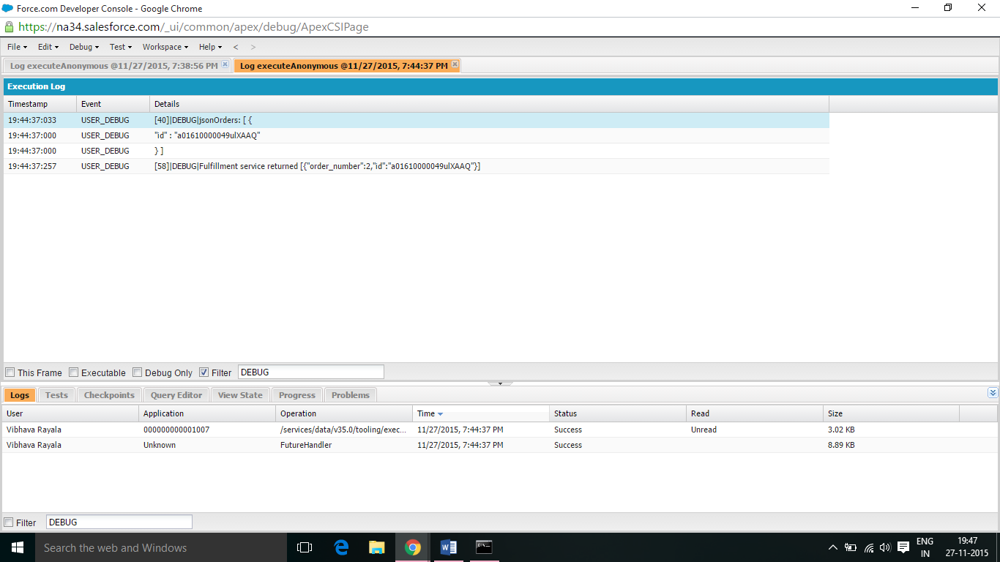 Force.com Developer Console - Google Chrome
https://na34.salesforce.com/_ui/common/apex/debug/ApexCSIPage
File Edit Debug Test Workspace Help < >
Log executeAnonymous @11/27/2015, 7:38:56 PM Log executeAnonymous @11/27/2015, 7:44:37 PM
Execution Log
Timestamp Event Details
19:44:37:033 USER_DEBUG [40]|DEBUG|jsonOrders: [ {
19:44:37:000 USER_DEBUG "id" : "a01610000049ulXAAQ"
19:44:37:000 USER_DEBUG } ]
19:44:37:257 USER_DEBUG [58]|DEBUG|Fulfillment service returned [{"order_number":2,"id":"a01610000049ulXAAQ"}]
This Frame Executable Debug Only Filter DEBUG
Logs Tests Checkpoints Query Editor View State Progress Problems
User Application Operation Time Status Read Size
Vibhava Rayala 000000000001007 /services/data/v35.0/tooling/exec... 11/27/2015, 7:44:37 PM Success Unread 3.02 KB
Vibhava Rayala Unknown FutureHandler 11/27/2015, 7:44:37 PM Success 8.89 KB
Filter DEBUG
Search the web and Windows
ENG 19:47
IN 27-11-2015